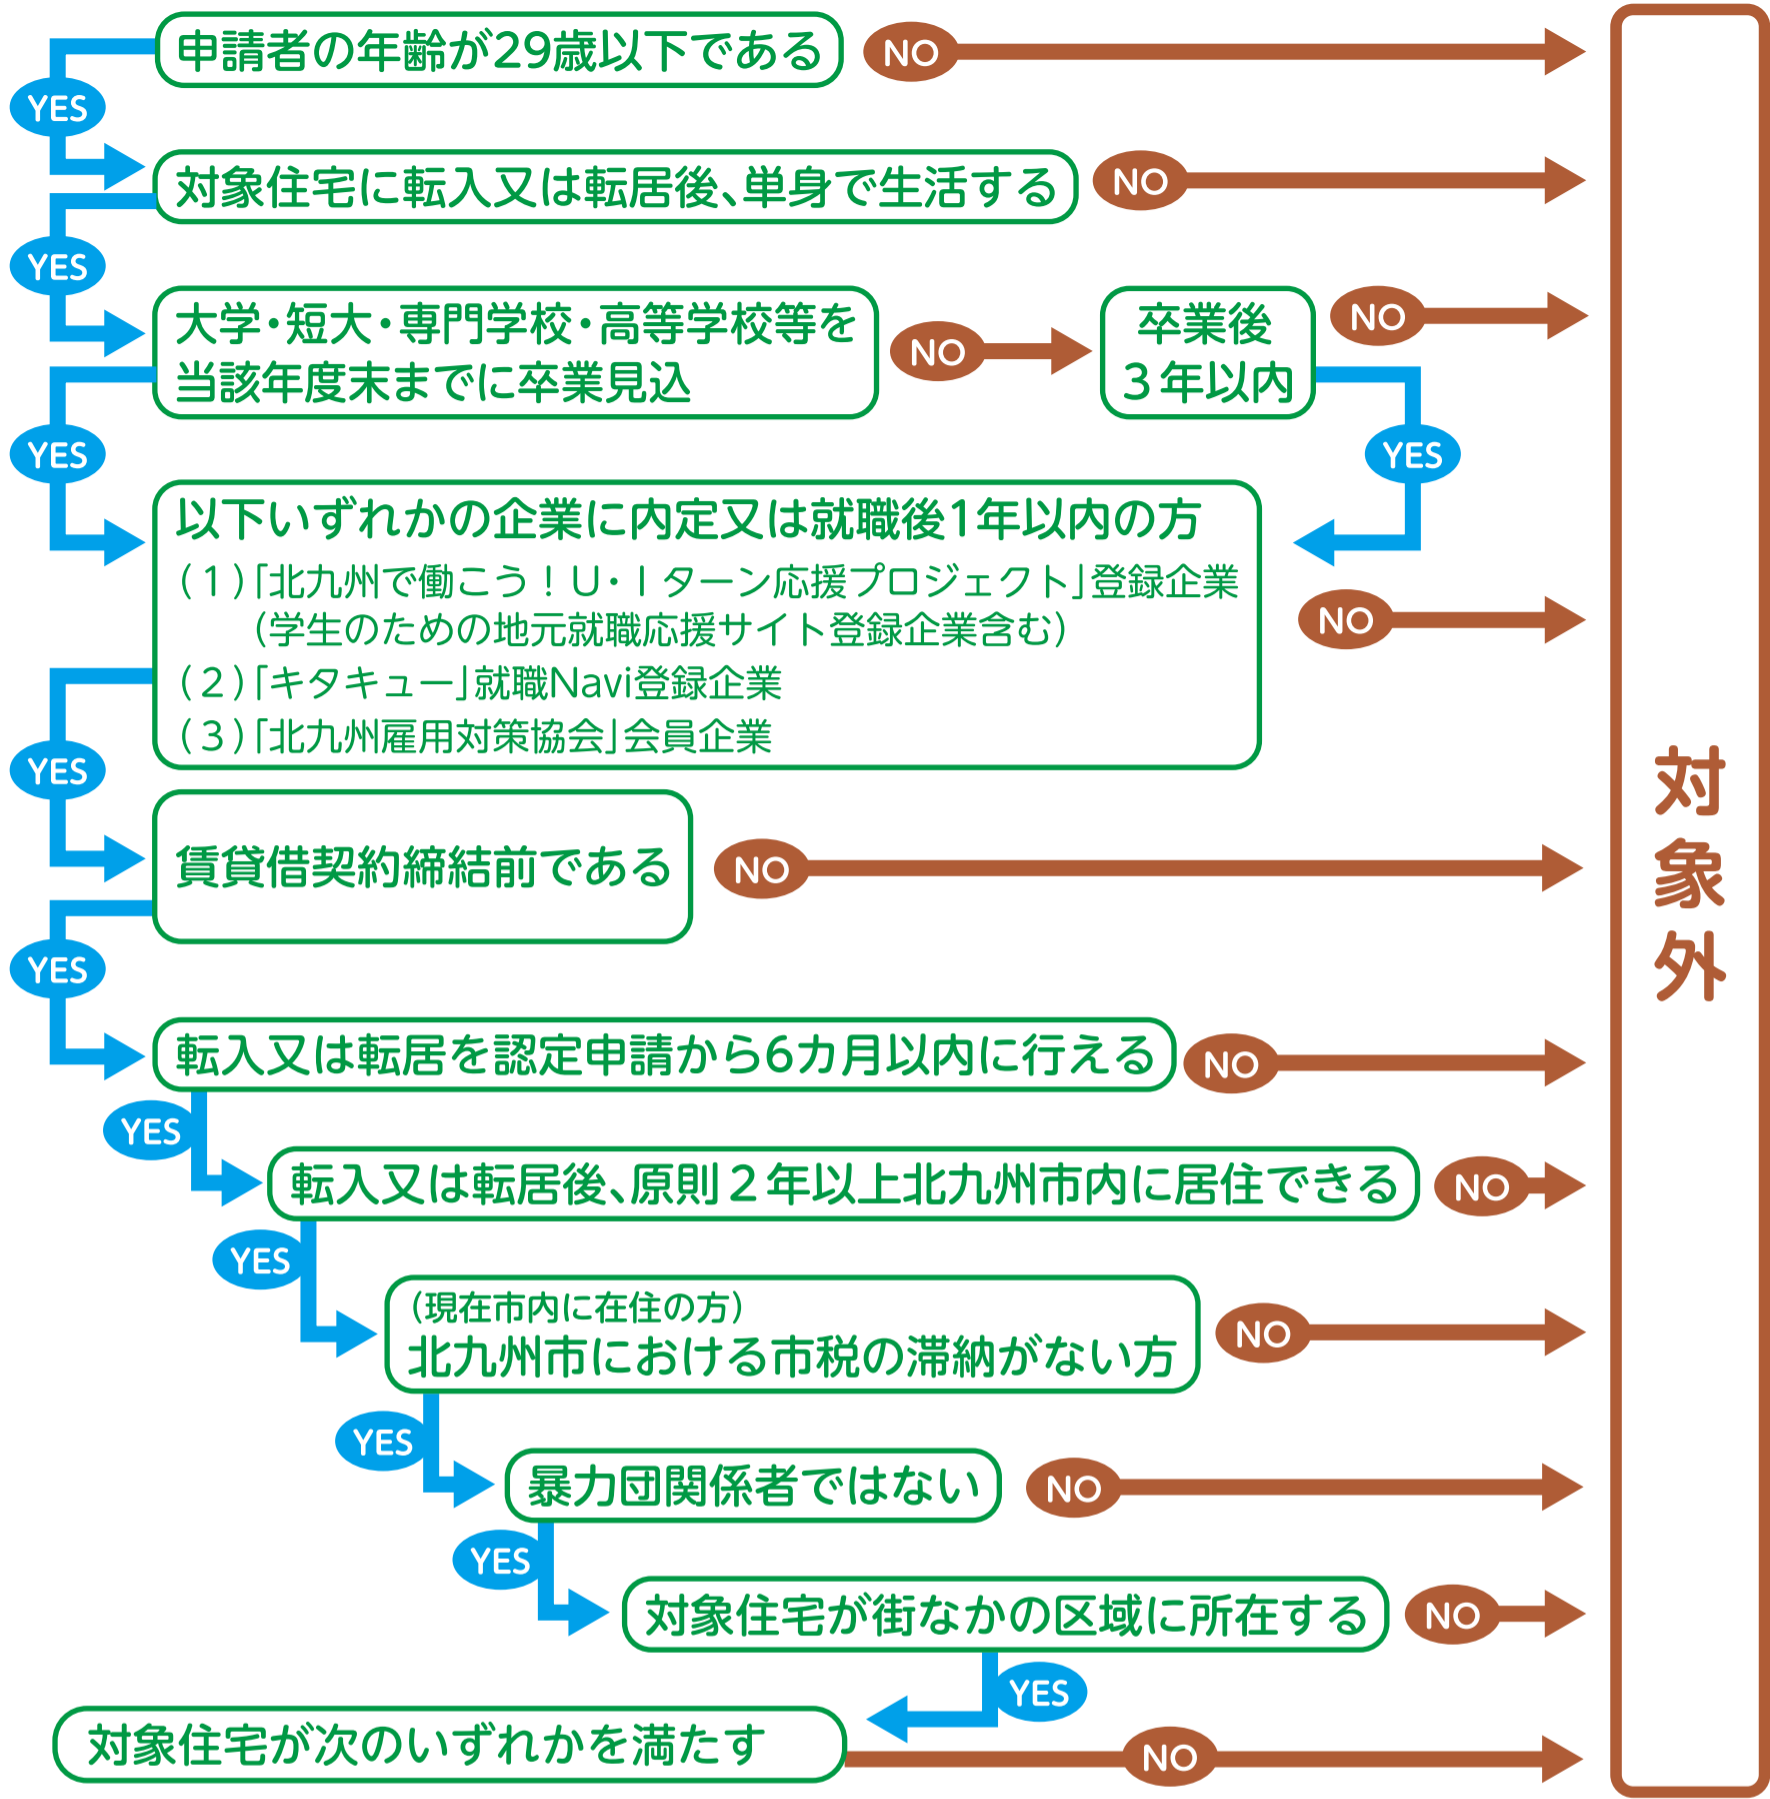 申請者の年齢が29歳以下である
NO
YES
対象住宅に転入又は転居後、単身で生活する
NO
YES
大学・短大・専門学校・高等学校等を
当該年度末までに卒業見込
NO
卒業後
3年以内
NO
YES
YES
以下いずれかの企業に内定又は就職後1年以内の方
(1)「北九州で働こう！U・Iターン応援プロジェクト」登録企業
(学生のための地元就職応援サイト登録企業含む)
(2)「キタキュー」就職Navi登録企業
(3)「北九州雇用対策協会」会員企業
NO
YES
賃貸借契約締結前である
NO
YES
転入又は転居を認定申請から6カ月以内に行える
NO
YES
転入又は転居後、原則2年以上北九州市内に居住できる
NO
YES
(現在市内に在住の方)
北九州市における市税の滞納がない方
NO
YES
暴力団関係者ではない
NO
YES
対象住宅が街なかの区域に所在する
NO
YES
対象住宅が次のいずれかを満たす
NO
対象外